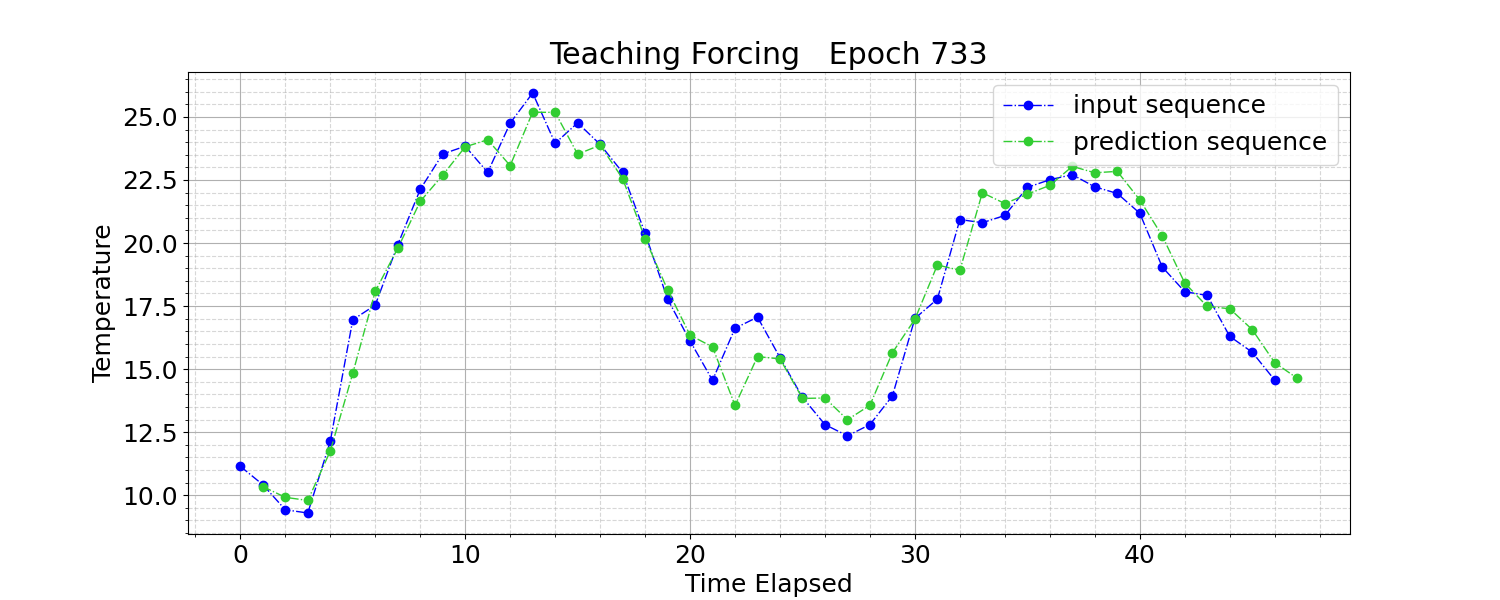 Teaching Forcing   Epoch 733
input sequence
prediction sequence
25.0
22.5
20.0
17.5
15.0
12.5
10.0
Temperature
0 10 20 30 40
Time Elapsed